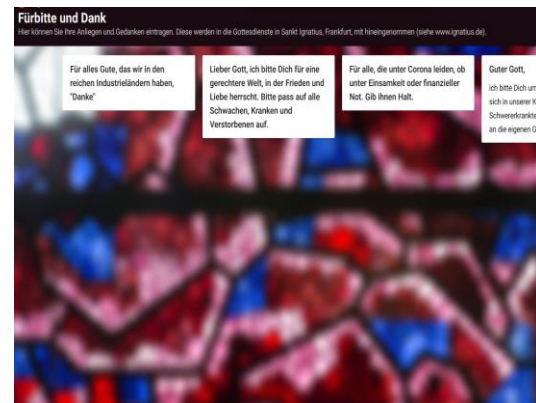 Fürbitte und Dank
Hier können Sie Ihre Anliegen und Gedanken eintragen. Diese werden in die Gottesdienste in Sankt Ignatius, Frankfurt, mit hineingenommen (siehe www.ignatius.de).
Für alles Gute, das wir in den
reichen Industrieländern haben,
"Danke"
Lieber Gott, ich bitte Dich für eine
gerechtere Welt, in der Frieden und
Liebe herrscht. Bitte pass auf alle
Schwachen, Kranken und
Verstorbenen auf.
Für alle, die unter Corona leiden, ob
unter Einsamkeit oder finanzieller
Not. Gib ihnen Halt.
Guter Gott,
ich bitte Dich um
sich in unserer K
Schwererkrankte
an die eigenen G